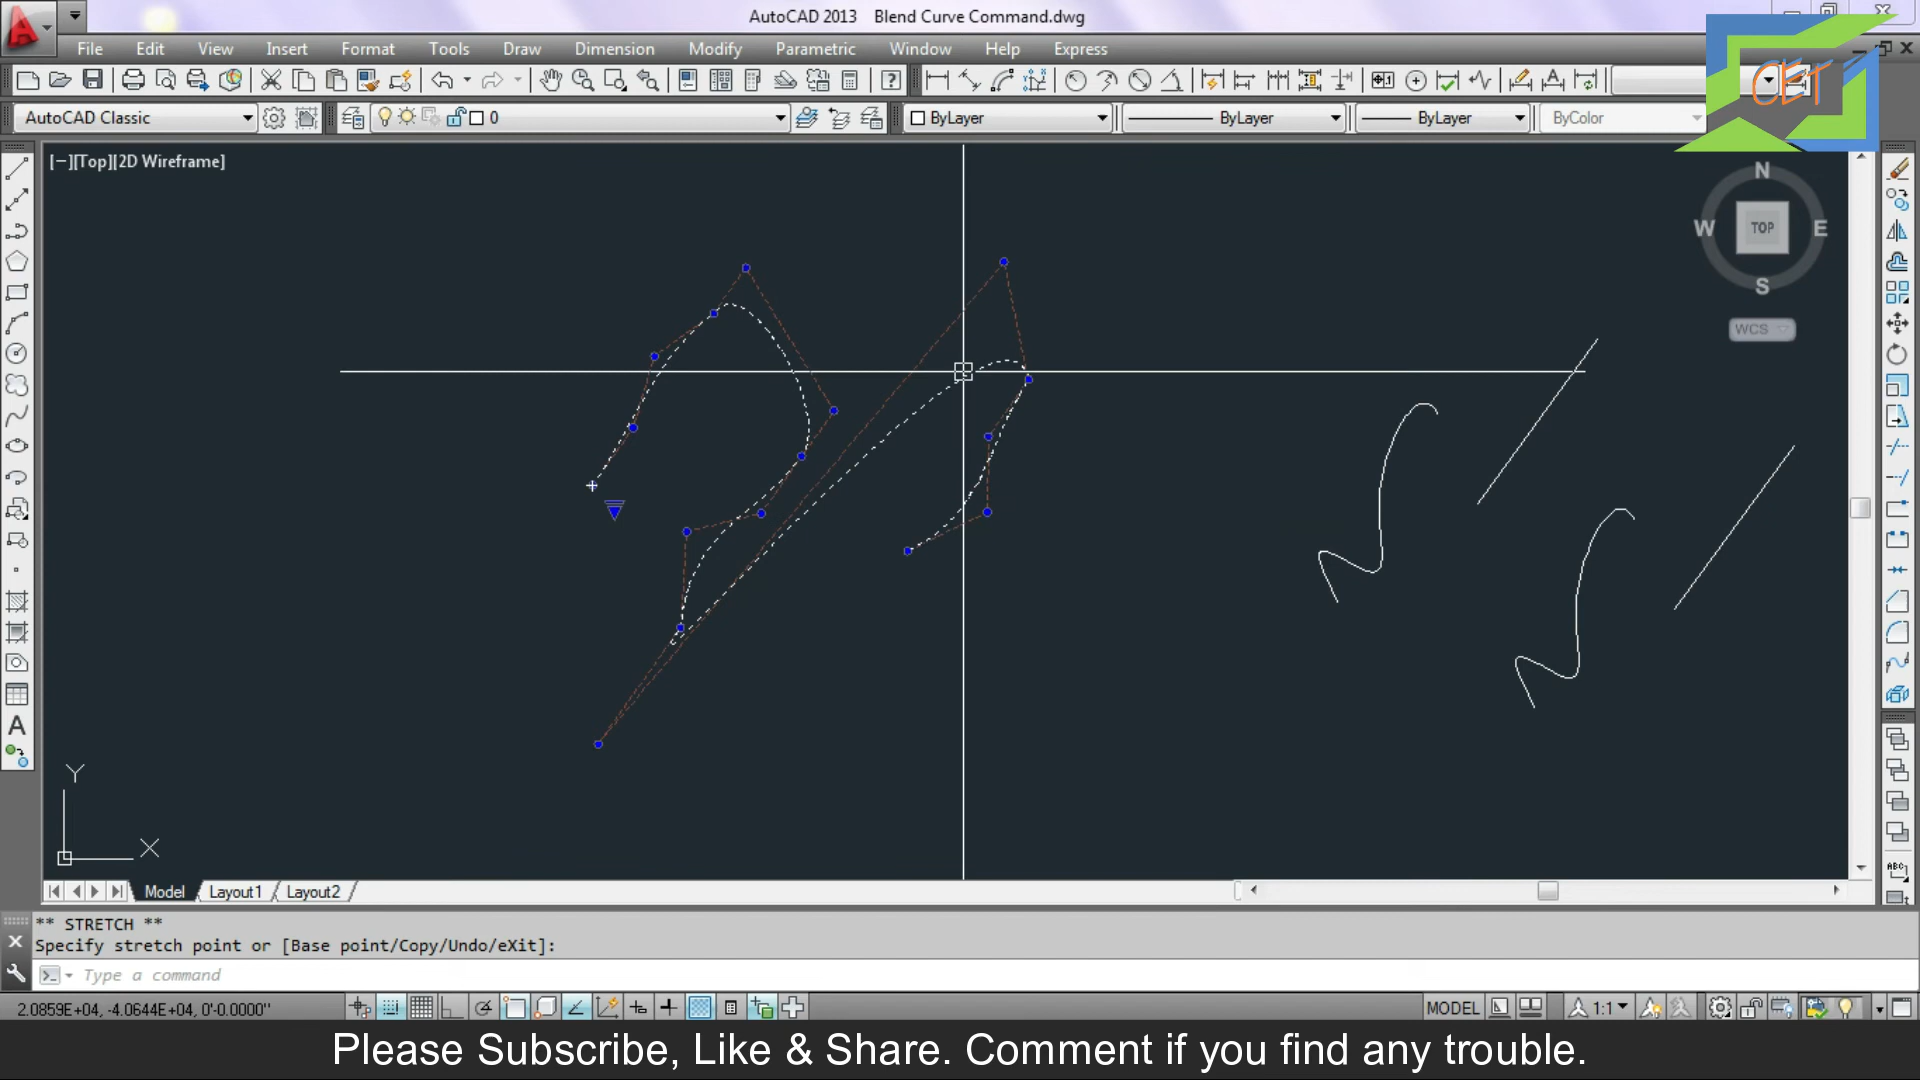 AutoCAD 2013 Blend Curve Command.dwg
File Edit View Insert Format Tools Draw Dimension Modify Parametric Window Help Express
CET
AutoCAD Classic 0 ByLayer ByLayer ByLayer ByColor
[−][Top][2D Wireframe]
N
W TOP E
S
WCS
Y
X
A
ABC
Model Layout1 Layout2
** STRETCH **
Specify stretch point or [Base point/Copy/Undo/eXit]:
Type a command
2.0859E+04, -4.0644E+04, 0'-0.0000" MODEL 1:1
Please Subscribe, Like & Share. Comment if you find any trouble.